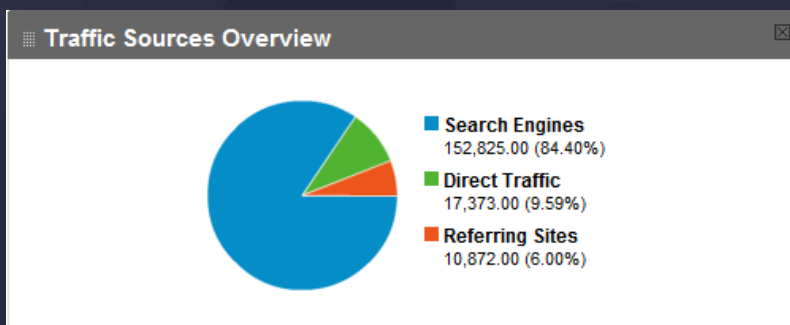 Traffic Sources Overview
Search Engines
152,825.00 (84.40%)
Direct Traffic
17,373.00 (9.59%)
Referring Sites
10,872.00 (6.00%)